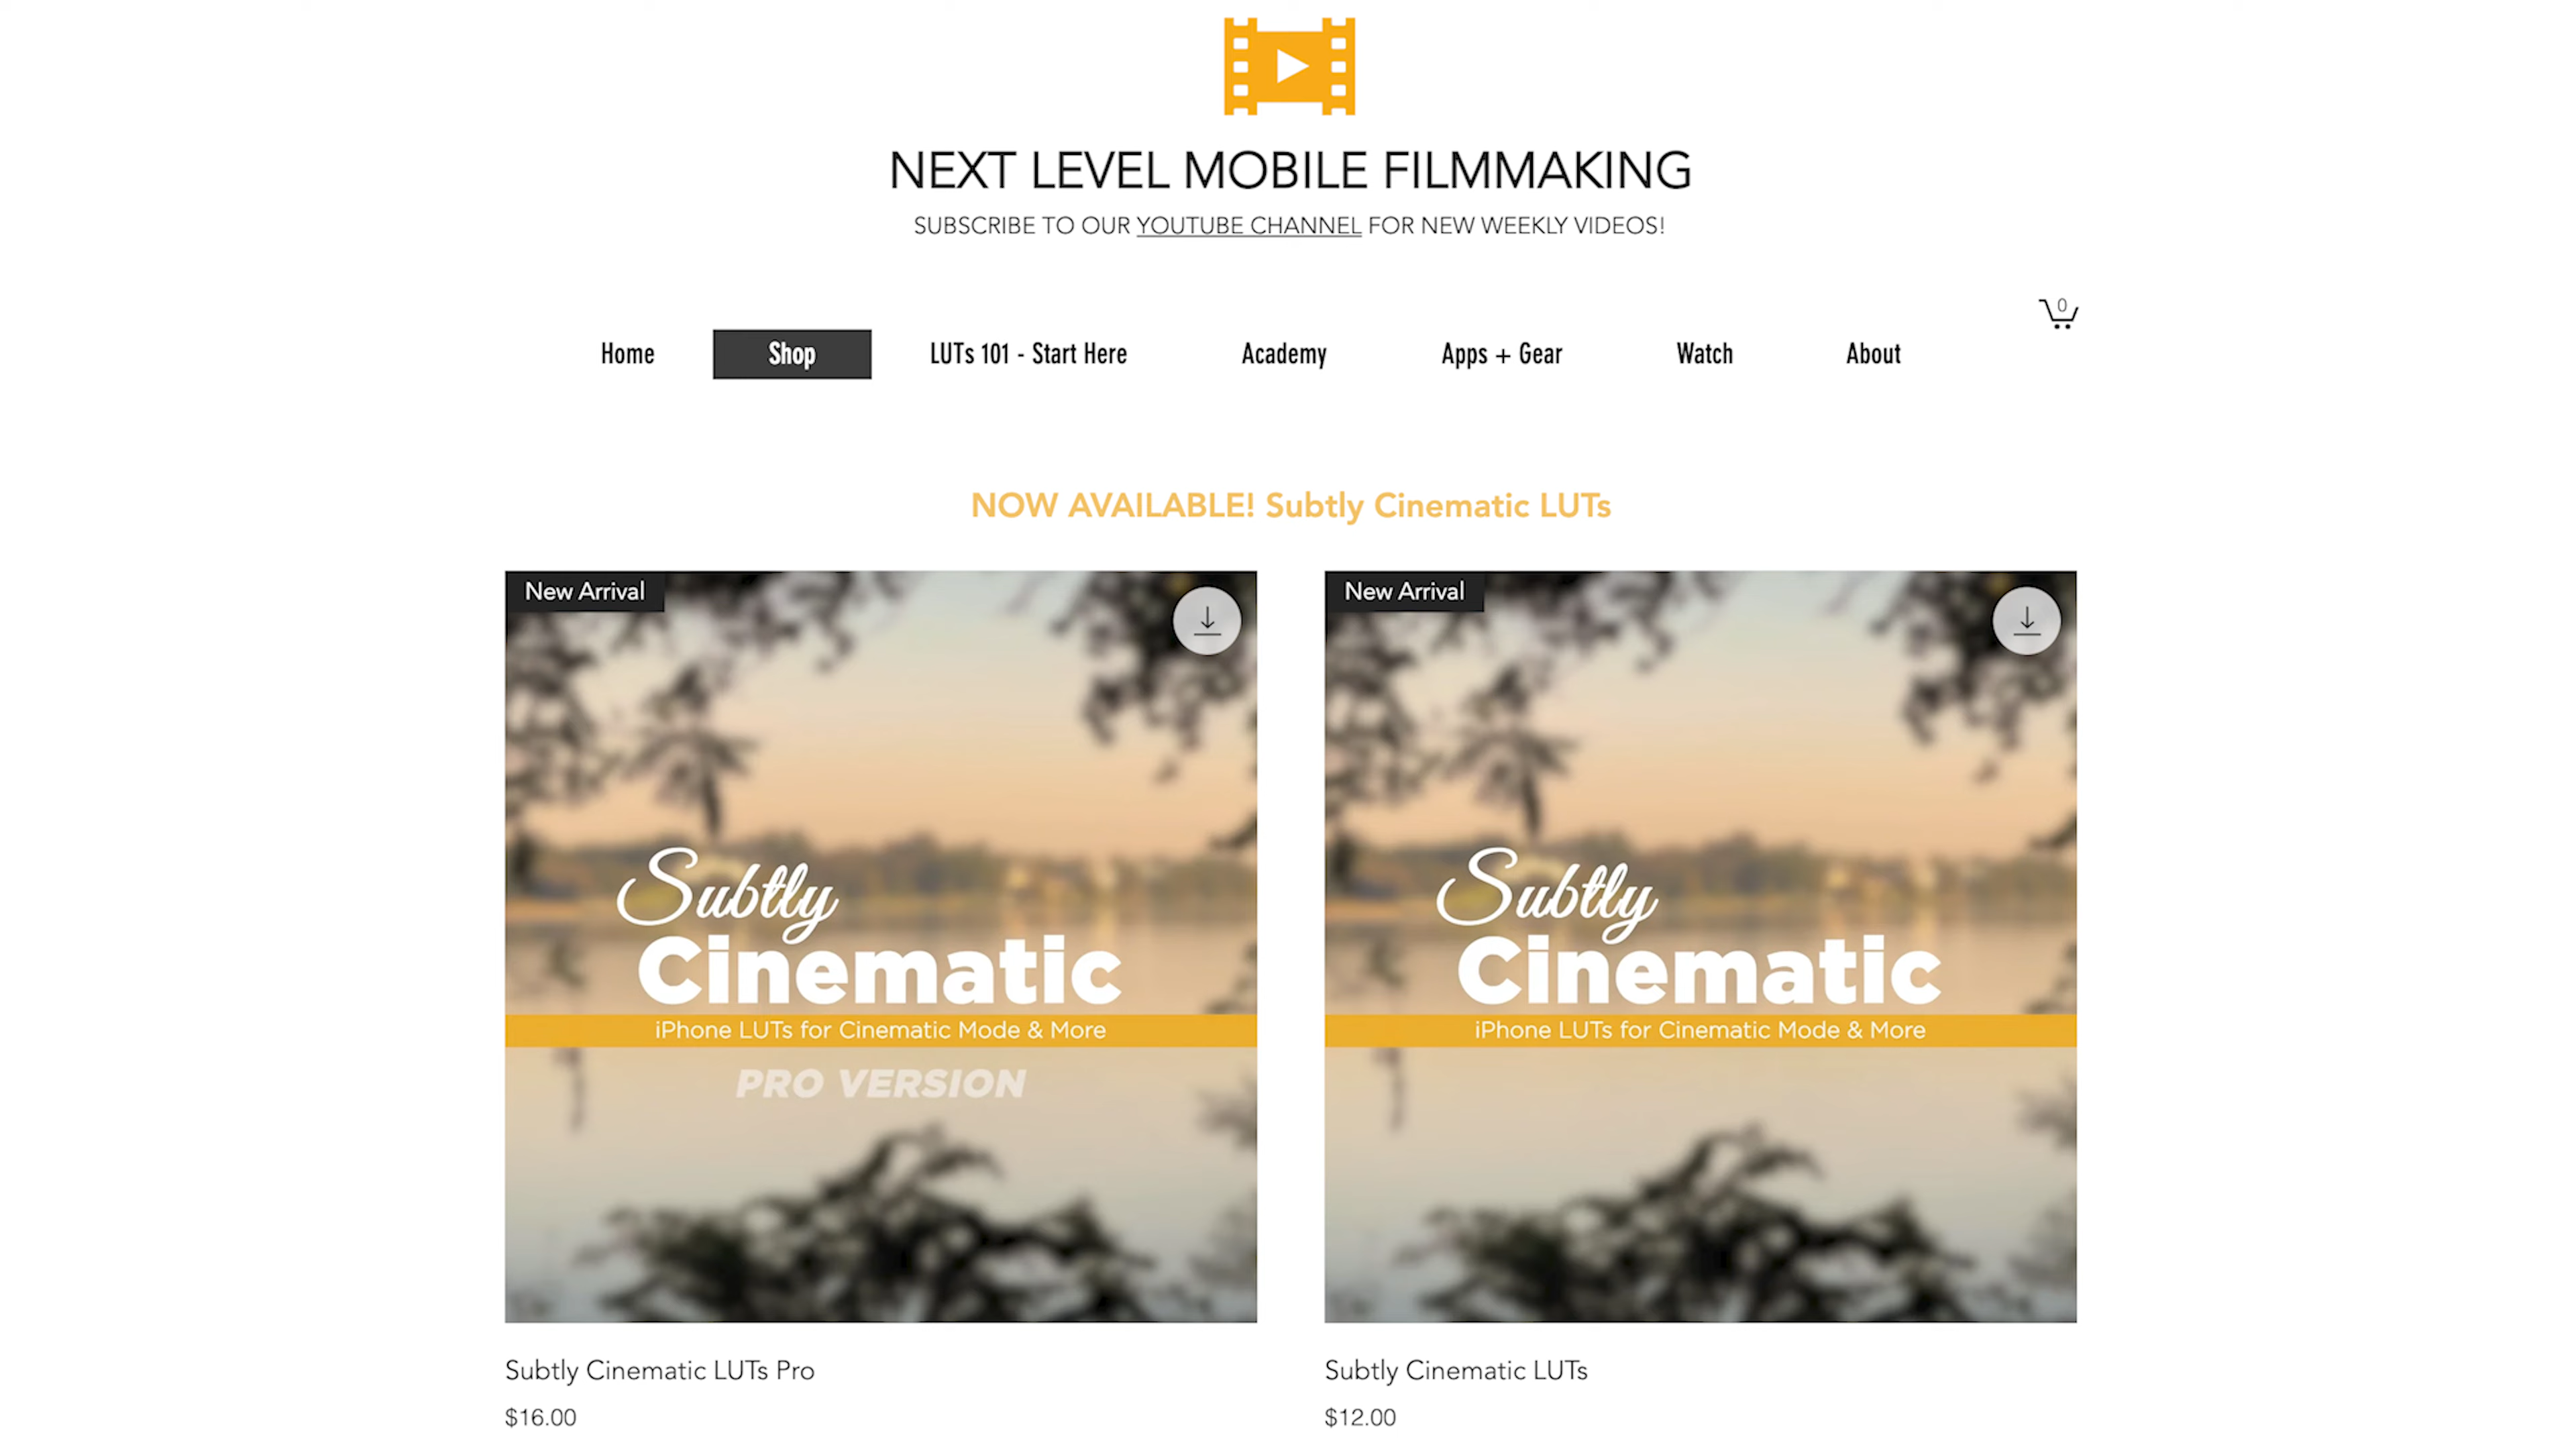 NEXT LEVEL MOBILE FILMMAKING
SUBSCRIBE TO OUR YOUTUBE CHANNEL FOR NEW WEEKLY VIDEOS!
0
Home Shop LUTs 101 - Start Here Academy Apps + Gear Watch About
NOW AVAILABLE! Subtly Cinematic LUTs
New Arrival
Subtly
Cinematic
iPhone LUTs for Cinematic Mode & More
PRO VERSION
Subtly Cinematic LUTs Pro
$16.00
New Arrival
Subtly
Cinematic
iPhone LUTs for Cinematic Mode & More
Subtly Cinematic LUTs
$12.00